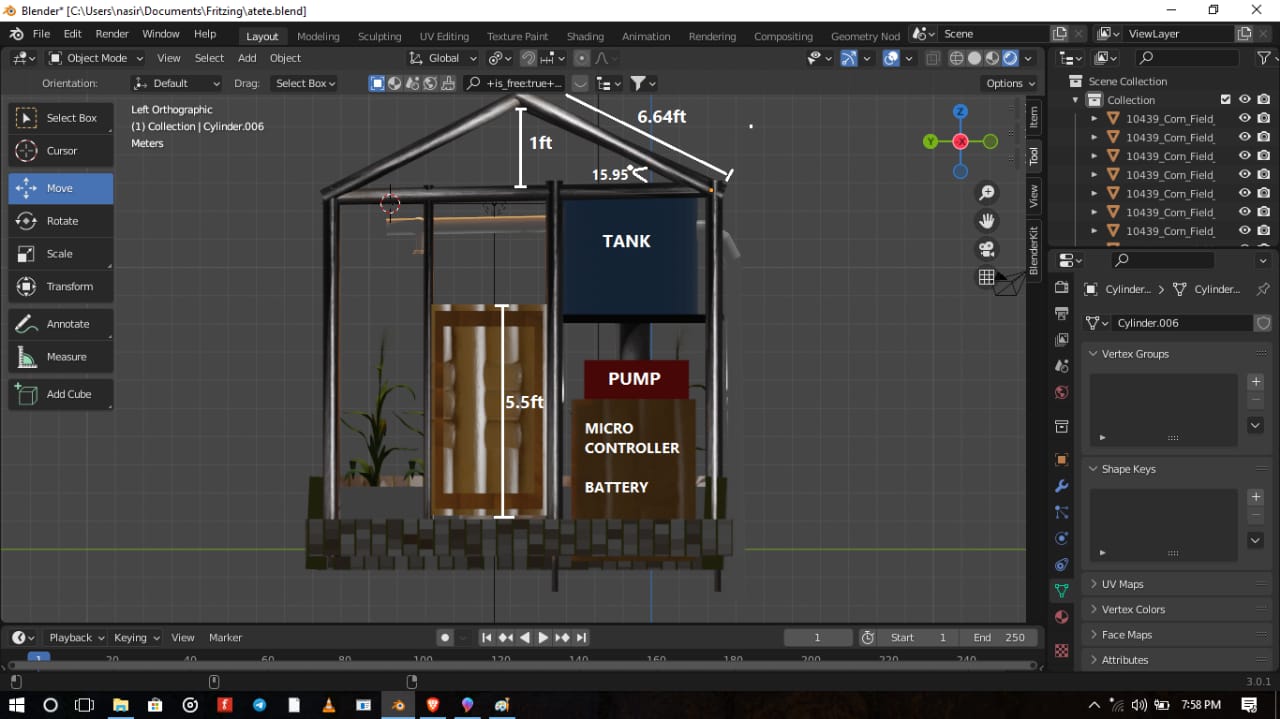 Blender* [C:\Users\nasir\Documents\Fritzing\atete.blend]
File Edit Render Window Help
Layout Modeling Sculpting UV Editing Texture Paint Shading Animation Rendering Compositing Geometry Nod
Scene ViewLayer
Object Mode View Select Add Object Global
Orientation: Default Drag: Select Box +is_free:true+... Options
Left Orthographic
(1) Collection | Cylinder.006
Meters
Select Box
Cursor
Move
Rotate
Scale
Transform
Annotate
Measure
Add Cube
6.64ft
1ft
15.95
TANK
PUMP
5.5ft
MICRO
CONTROLLER
BATTERY
Z
Y
-X
Item
Tool
View
BlenderKit
Scene Collection
Collection
10439_Corn_Field_
10439_Corn_Field_
10439_Corn_Field_
10439_Corn_Field_
10439_Corn_Field_
10439_Corn_Field_
10439_Corn_Field_
Cylinder... Cylinder...
Cylinder.006
Vertex Groups
Shape Keys
UV Maps
Vertex Colors
Face Maps
Attributes
Playback Keying View Marker 1 Start 1 End 250
1 20 40 60 80 100 120 140 160 180 200 220 240
3.0.1
7:58 PM